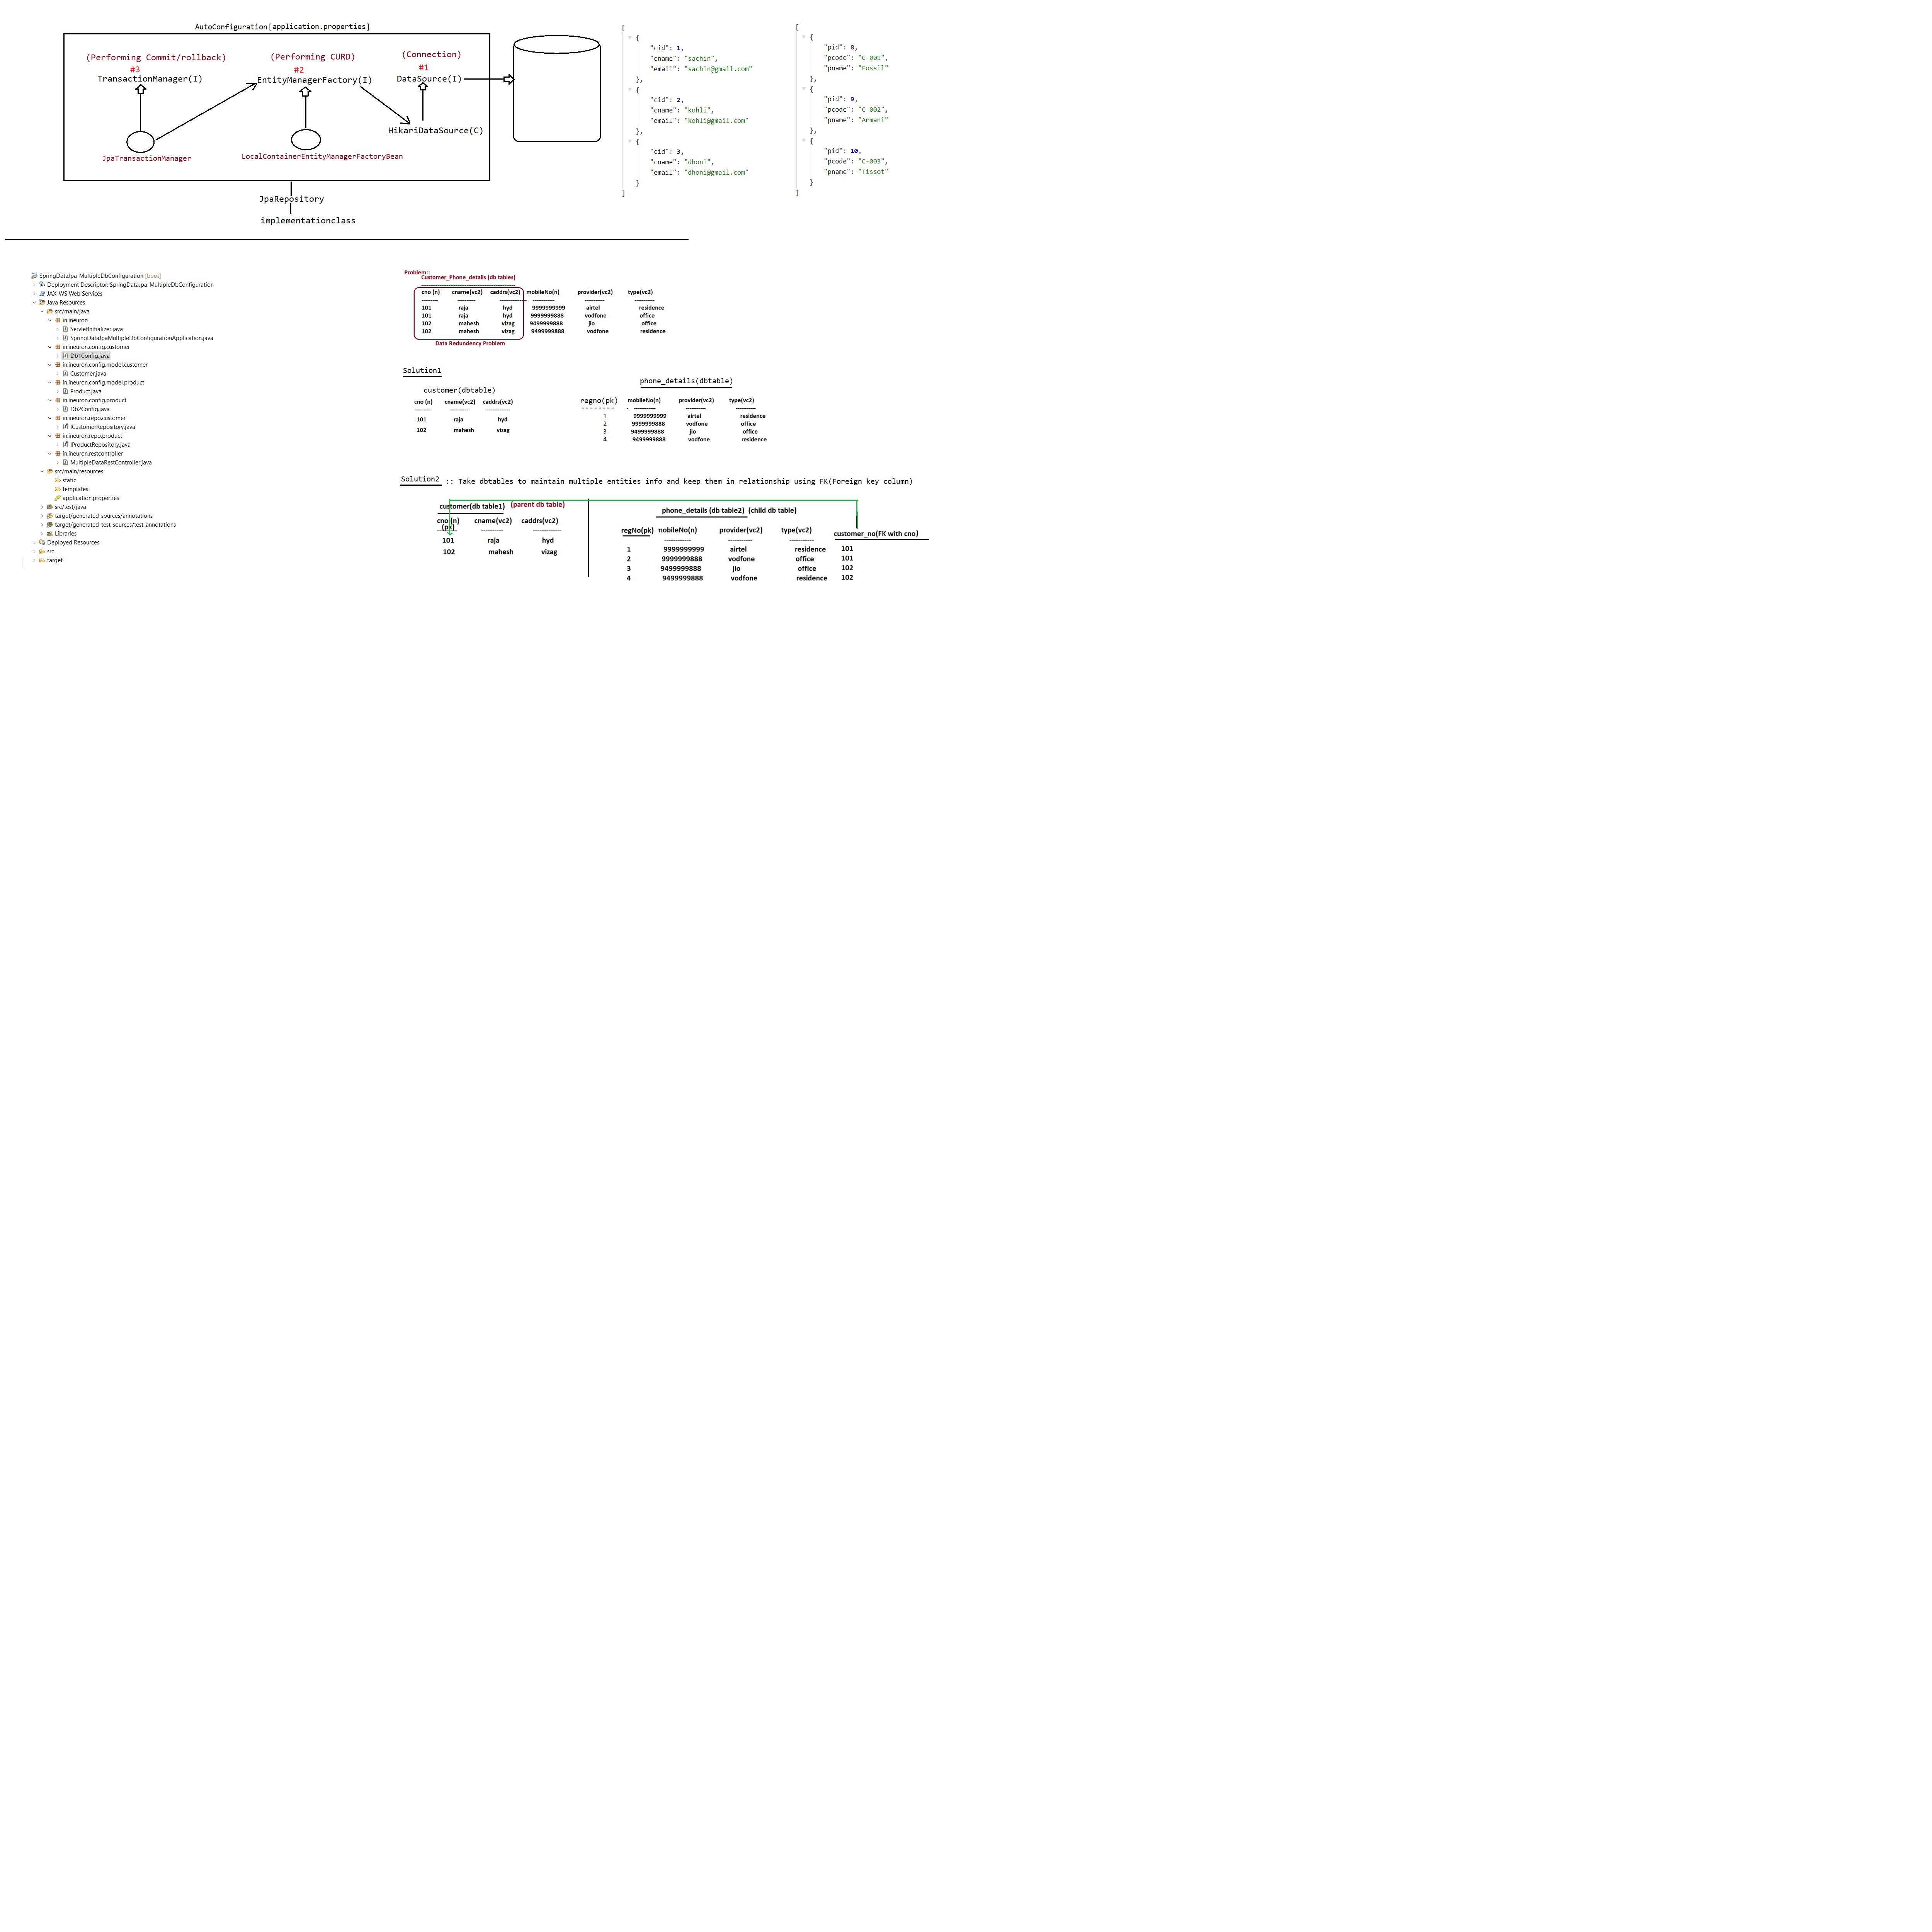 AutoConfiguration[application.properties]
(Performing Commit/rollback)
#3
TransactionManager(I)
(Performing CURD)
#2
EntityManagerFactory(I)
(Connection)
#1
DataSource(I)
HikariDataSource(C)
JpaTransactionManager
LocalContainerEntityManagerFactoryBean
JpaRepository
implementationclass
[
{
"cid": 1,
"cname": "sachin",
"email": "sachin@gmail.com"
},
{
"cid": 2,
"cname": "kohli",
"email": "kohli@gmail.com"
},
{
"cid": 3,
"cname": "dhoni",
"email": "dhoni@gmail.com"
}
]
[
{
"pid": 8,
"pcode": "C-001",
"pname": "Fossil"
},
{
"pid": 9,
"pcode": "C-002",
"pname": "Armani"
},
{
"pid": 10,
"pcode": "C-003",
"pname": "Tissot"
}
]
SpringDataJpa-MultipleDbConfiguration [boot]
Deployment Descriptor: SpringDataJpa-MultipleDbConfiguration
JAX-WS Web Services
Java Resources
src/main/java
in.ineuron
ServletInitializer.java
SpringDataJpaMultipleDbConfigurationApplication.java
in.ineuron.config.customer
Db1Config.java
in.ineuron.config.model.customer
Customer.java
in.ineuron.config.model.product
Product.java
in.ineuron.config.product
Db2Config.java
in.ineuron.repo.customer
ICustomerRepository.java
in.ineuron.repo.product
IProductRepository.java
in.ineuron.restcontroller
MultipleDataRestController.java
src/main/resources
static
templates
application.properties
src/test/java
target/generated-sources/annotations
target/generated-test-sources/test-annotations
Libraries
Deployed Resources
src
target
Problem::
Customer_Phone_details (db tables)
cno (n) cname(vc2) caddrs(vc2) mobileNo(n) provider(vc2) type(vc2)
101 raja hyd 9999999999 airtel residence
101 raja hyd 9999999888 vodfone office
102 mahesh vizag 9499999888 jio office
102 mahesh vizag 9499999888 vodfone residence
Data Redundency Problem
Solution1
customer(dbtable)
cno (n) cname(vc2) caddrs(vc2)
101 raja hyd
102 mahesh vizag
phone_details(dbtable)
regno(pk) mobileNo(n) provider(vc2) type(vc2)
1 9999999999 airtel residence
2 9999999888 vodfone office
3 9499999888 jio office
4 9499999888 vodfone residence
Solution2 :: Take dbtables to maintain multiple entities info and keep them in relationship using FK(Foreign key column)
customer(db table1) (parent db table)
cno (n) cname(vc2) caddrs(vc2)
(pk)
101 raja hyd
102 mahesh vizag
phone_details (db table2) (child db table)
regNo(pk) mobileNo(n) provider(vc2) type(vc2) customer_no(FK with cno)
1 9999999999 airtel residence 101
2 9999999888 vodfone office 101
3 9499999888 jio office 102
4 9499999888 vodfone residence 102